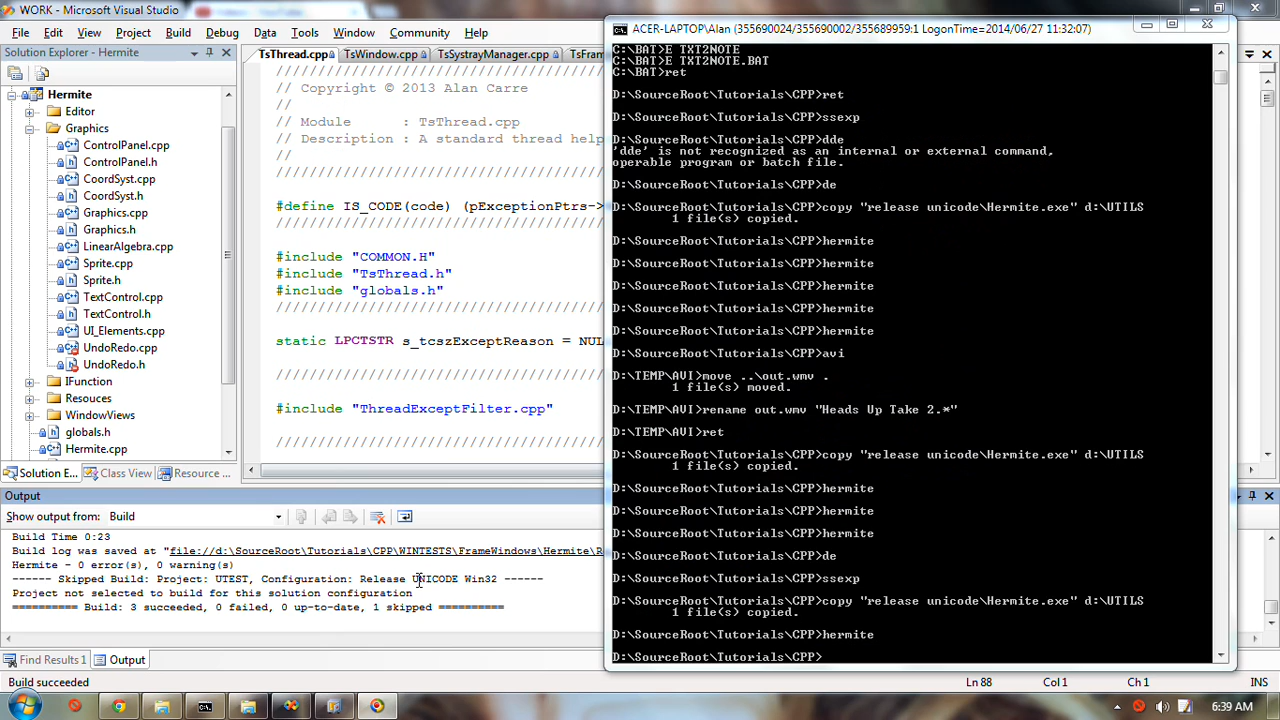 WORK - Microsoft Visual Studio
File Edit View Project Build Debug Data Tools Window Community Help
Solution Explorer - Hermite
Hermite
Editor
Graphics
ControlPanel.cpp
ControlPanel.h
CoordSyst.cpp
CoordSyst.h
Graphics.cpp
Graphics.h
LinearAlgebra.cpp
Sprite.cpp
Sprite.h
TextControl.cpp
TextControl.h
UI_Elements.cpp
UndoRedo.cpp
UndoRedo.h
IFunction
Resouces
WindowViews
globals.h
Hermite.cpp
Solution E... Class View Resource ...
TsThread.cpp TsWindow.cpp TsSystrayManager.cpp TsFram
////////////////////////////////////////
// Copyright © 2013 Alan Carre
//
// Module : TsThread.cpp
// Description : A standard thread help
//
////////////////////////////////////////
#define IS_CODE(code) (pExceptionPtrs->
////////////////////////////////////////
#include "COMMON.H"
#include "TsThread.h"
#include "globals.h"
////////////////////////////////////////
static LPCTSTR s_tcszExceptReason = NUL
////////////////////////////////////////
#include "ThreadExceptFilter.cpp"
////////////////////////////////////////
Output
Show output from: Build
Build Time 0:23
Build log was saved at "file://d:\SourceRoot\Tutorials\CPP\WINTESTS\FrameWindows\Hermite\R
Hermite - 0 error(s), 0 warning(s)
------ Skipped Build: Project: UTEST, Configuration: Release UNICODE Win32 ------
Project not selected to build for this solution configuration
========== Build: 3 succeeded, 0 failed, 0 up-to-date, 1 skipped ==========
Find Results 1 Output
Build succeeded
Ln 88 Col 1 Ch 1 INS
ACER-LAPTOP\Alan (355690024/355690002/355689959:1 LogonTime=2014/06/27 11:32:07)
C:\BAT>E TXT2NOTE
C:\BAT>E TXT2NOTE.BAT
C:\BAT>ret
D:\SourceRoot\Tutorials\CPP>ret
D:\SourceRoot\Tutorials\CPP>ssexp
D:\SourceRoot\Tutorials\CPP>dde
'dde' is not recognized as an internal or external command,
operable program or batch file.
D:\SourceRoot\Tutorials\CPP>de
D:\SourceRoot\Tutorials\CPP>copy "release unicode\Hermite.exe" d:\UTILS
1 file(s) copied.
D:\SourceRoot\Tutorials\CPP>hermite
D:\SourceRoot\Tutorials\CPP>hermite
D:\SourceRoot\Tutorials\CPP>hermite
D:\SourceRoot\Tutorials\CPP>hermite
D:\SourceRoot\Tutorials\CPP>hermite
D:\SourceRoot\Tutorials\CPP>avi
D:\TEMP\AVI>move ..\out.wmv .
1 file(s) moved.
D:\TEMP\AVI>rename out.wmv "Heads Up Take 2.*"
D:\TEMP\AVI>ret
D:\SourceRoot\Tutorials\CPP>copy "release unicode\Hermite.exe" d:\UTILS
1 file(s) copied.
D:\SourceRoot\Tutorials\CPP>hermite
D:\SourceRoot\Tutorials\CPP>hermite
D:\SourceRoot\Tutorials\CPP>hermite
D:\SourceRoot\Tutorials\CPP>de
D:\SourceRoot\Tutorials\CPP>ssexp
D:\SourceRoot\Tutorials\CPP>copy "release unicode\Hermite.exe" d:\UTILS
1 file(s) copied.
D:\SourceRoot\Tutorials\CPP>hermite
D:\SourceRoot\Tutorials\CPP>
6:39 AM